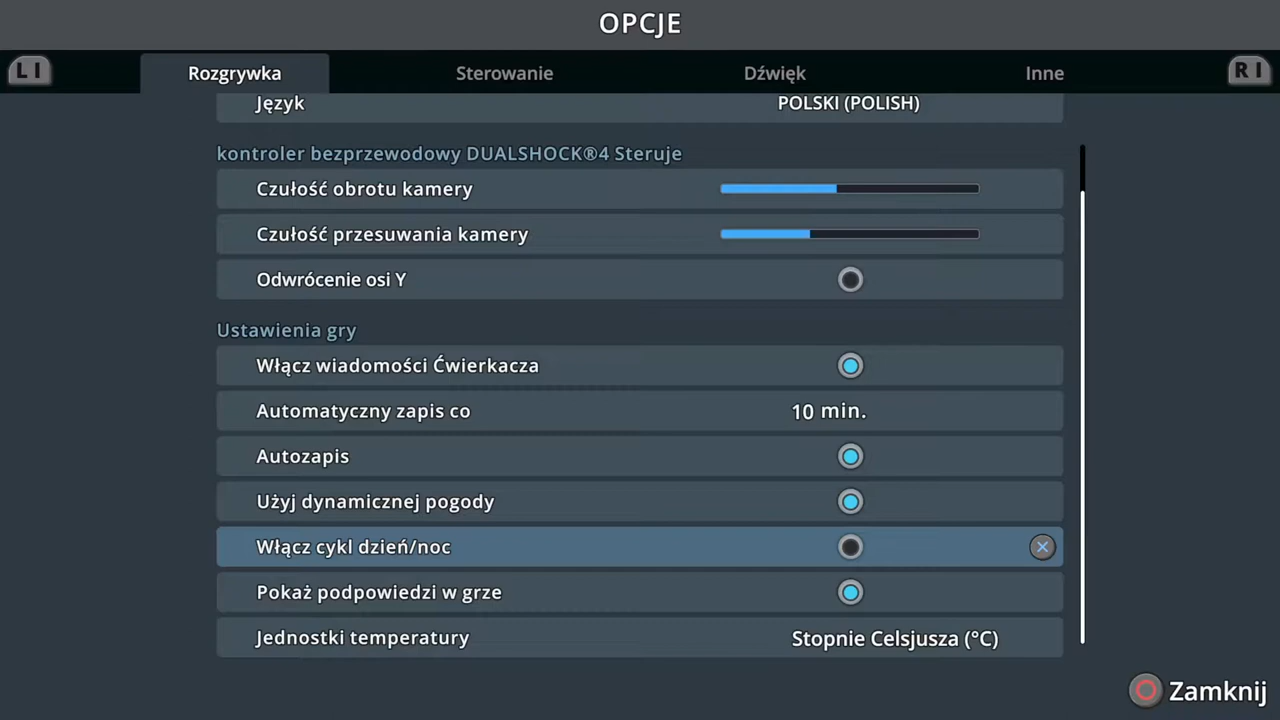 OPCJE
L1 Rozgrywka Sterowanie Dźwięk Inne R1
Język POLSKI (POLISH)
kontroler bezprzewodowy DUALSHOCK®4 Steruje
Czułość obrotu kamery
Czułość przesuwania kamery
Odwrócenie osi Y
Ustawienia gry
Włącz wiadomości Ćwierkacza
Automatyczny zapis co 10 min.
Autozapis
Użyj dynamicznej pogody
Włącz cykl dzień/noc
Pokaż podpowiedzi w grze
Jednostki temperatury Stopnie Celsjusza (°C)
Zamknij